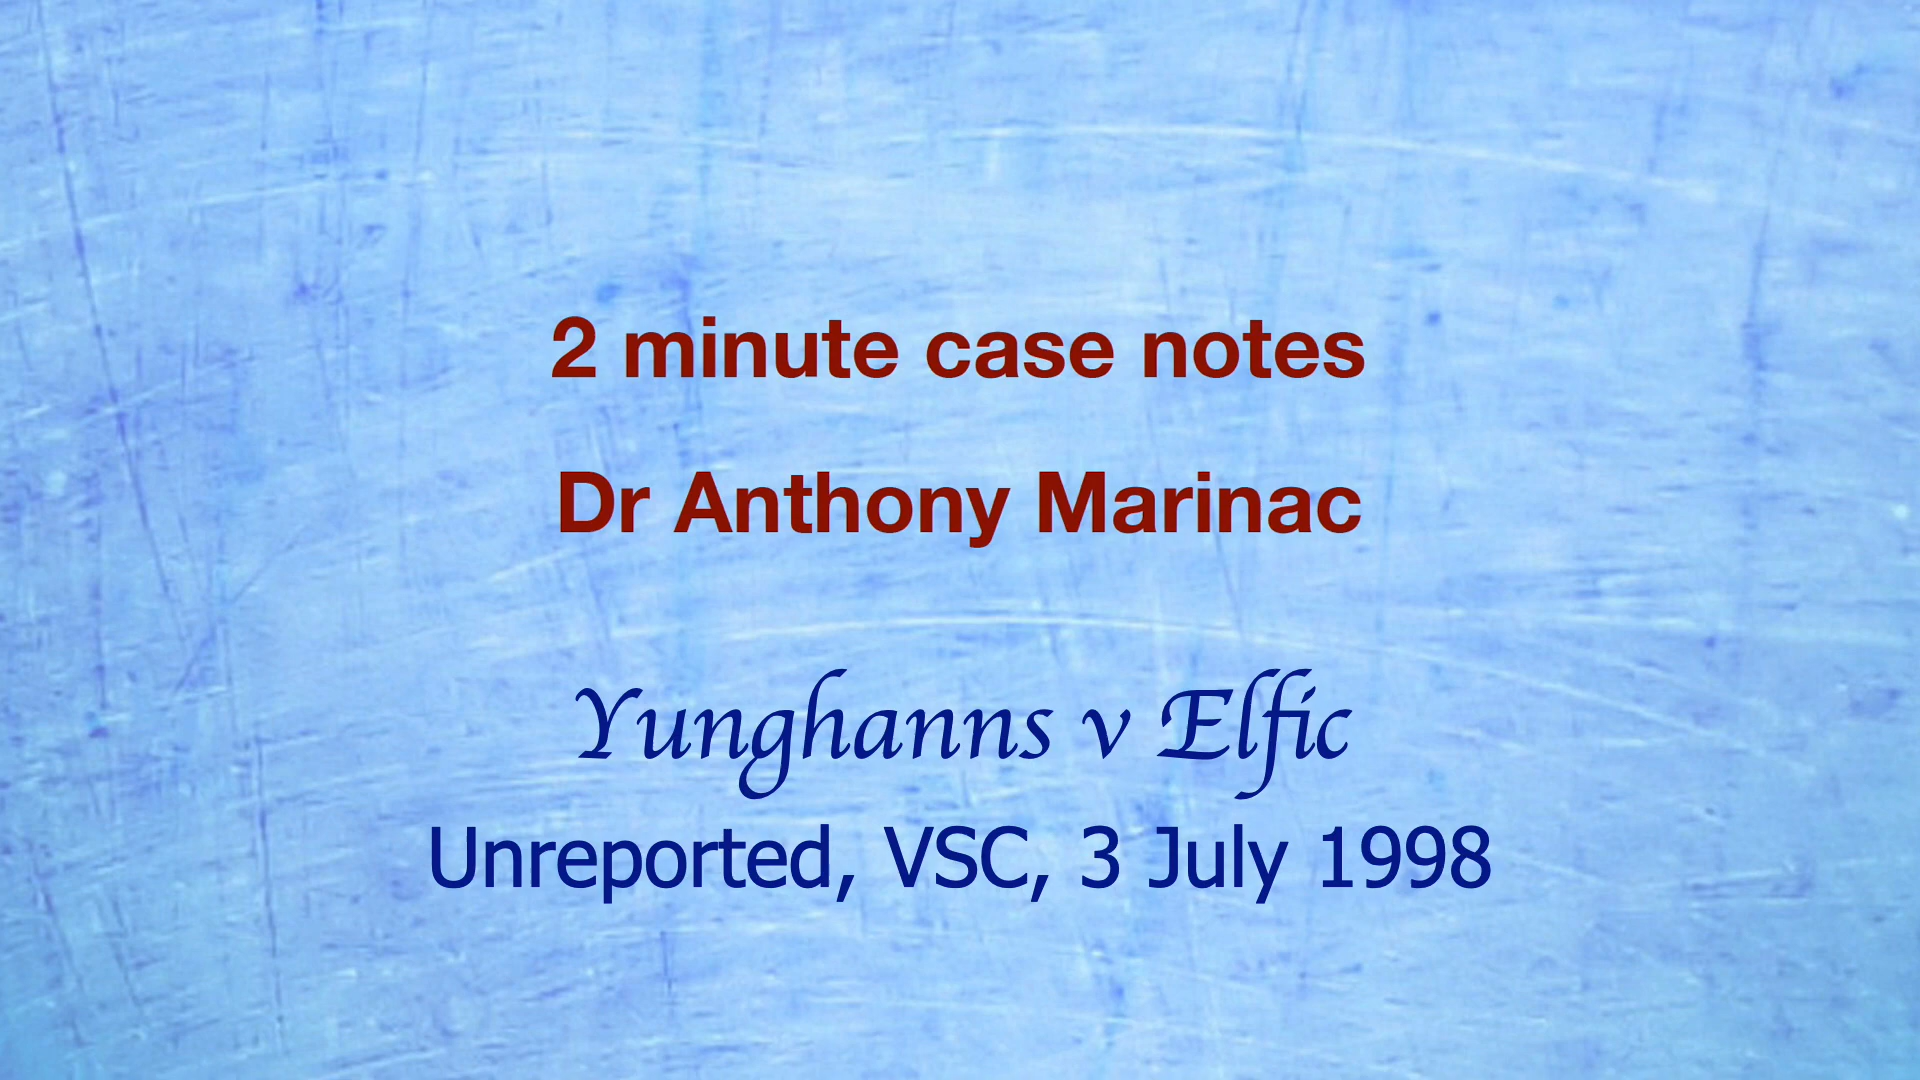 2 minute case notes
Dr Anthony Marinac
Yunghanns v Elfic
Unreported, VSC, 3 July 1998